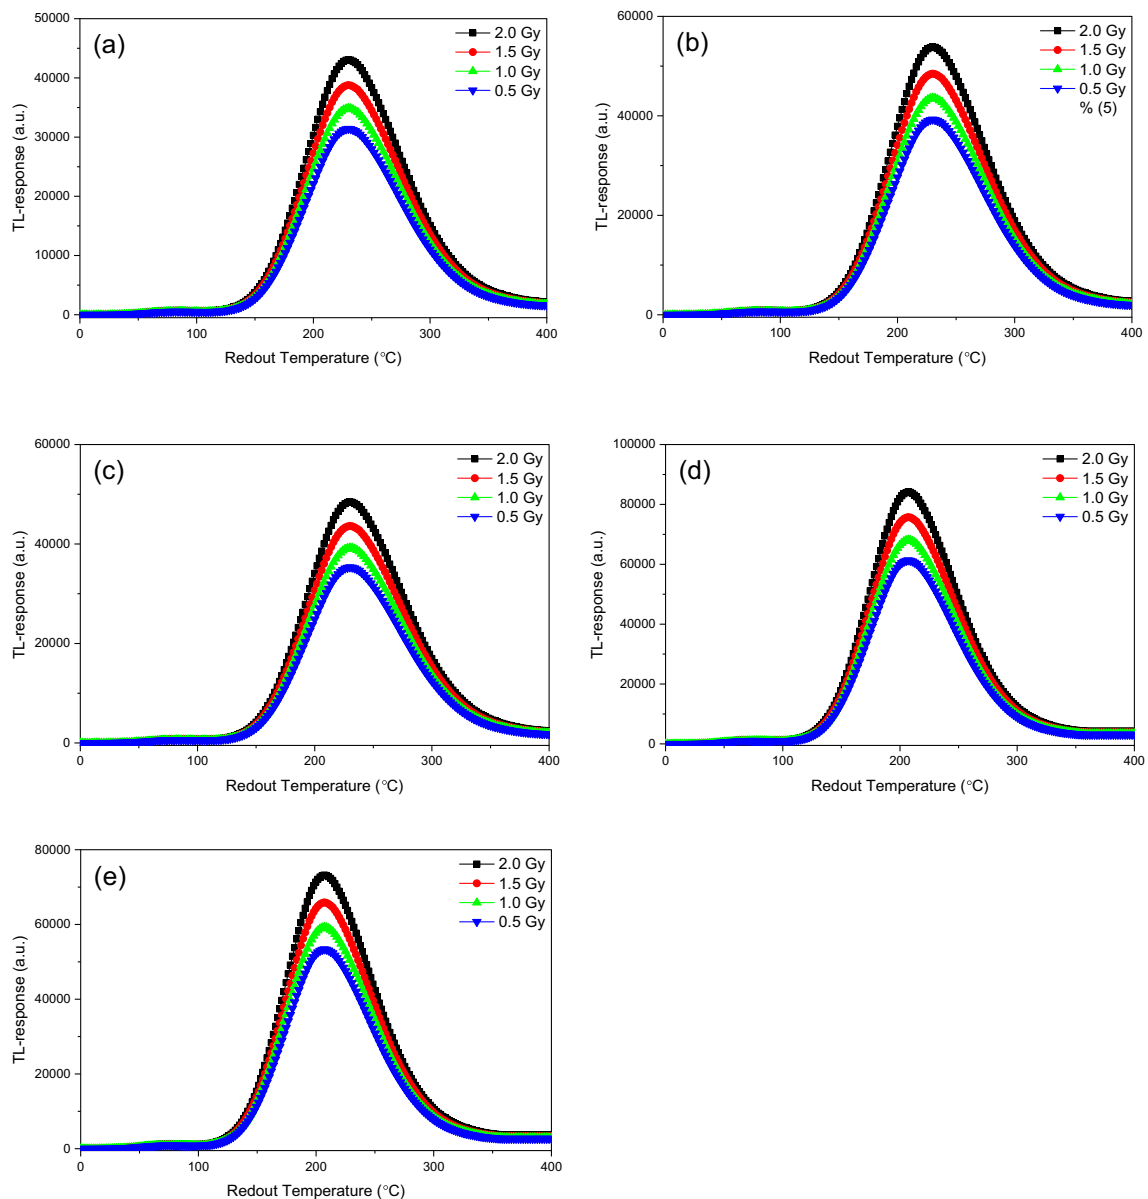 (a)
2.0 Gy
1.5 Gy
1.0 Gy
0.5 Gy
50000
40000
30000
20000
10000
0
TL-response (a.u.)
0 100 200 300 400
Redout Temperature (°C)
(b)
2.0 Gy
1.5 Gy
1.0 Gy
0.5 Gy
% (5)
60000
40000
20000
0
TL-response (a.u.)
0 100 200 300 400
Redout Temperature (°C)
(c)
2.0 Gy
1.5 Gy
1.0 Gy
0.5 Gy
60000
40000
20000
0
TL-response (a.u.)
0 100 200 300 400
Redout Temperature (°C)
(d)
2.0 Gy
1.5 Gy
1.0 Gy
0.5 Gy
100000
80000
60000
40000
20000
0
TL-response (a.u.)
0 100 200 300 400
Redout Temperature (°C)
(e)
2.0 Gy
1.5 Gy
1.0 Gy
0.5 Gy
80000
60000
40000
20000
0
TL-response (a.u.)
0 100 200 300 400
Redout Temperature (°C)